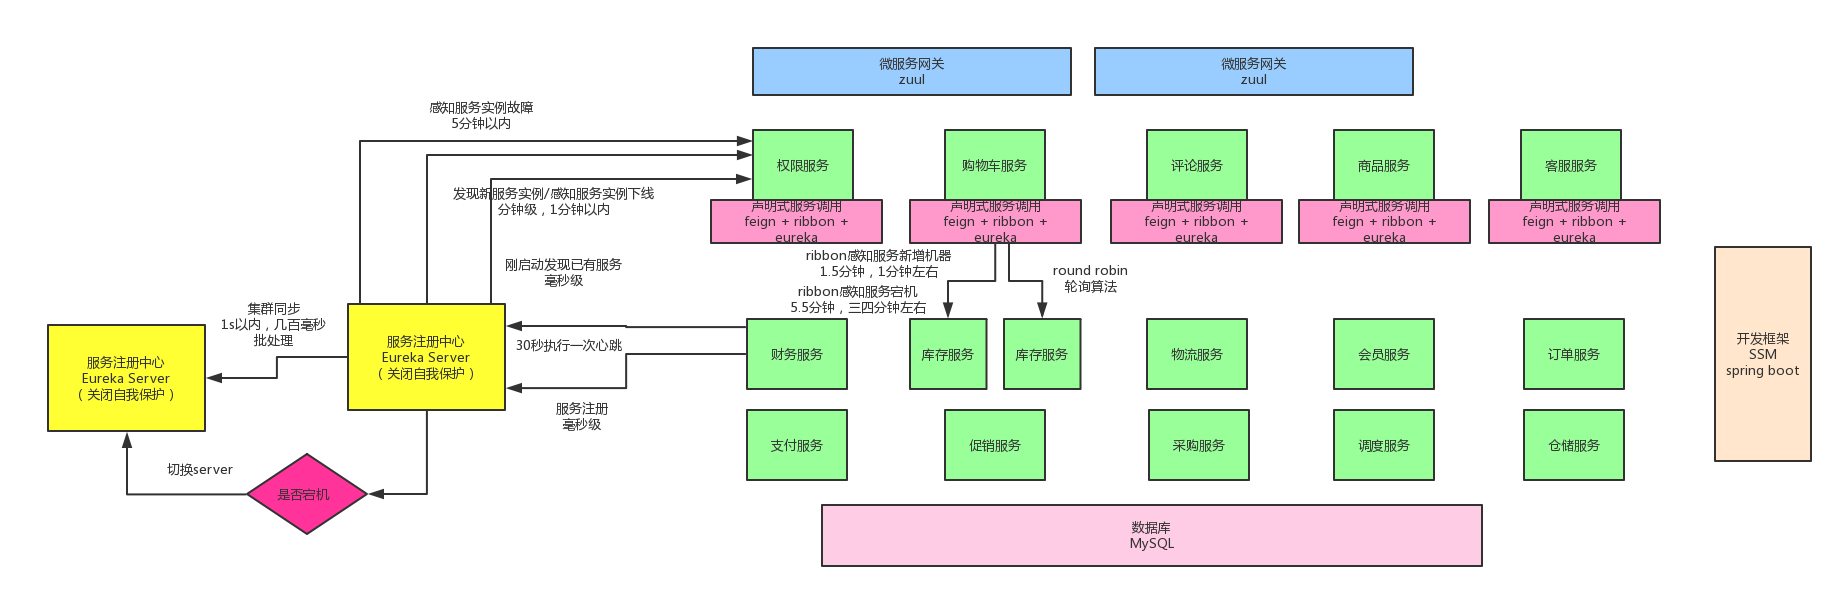 微服务网关
zuul
微服务网关
zuul
感知服务实例故障
5分钟以内
权限服务
购物车服务
评论服务
商品服务
客服服务
发现新服务实例/感知服务实例下线
分钟级，1分钟以内
声明式服务调用
feign + ribbon +
eureka
声明式服务调用
feign + ribbon +
eureka
声明式服务调用
feign + ribbon +
eureka
声明式服务调用
feign + ribbon +
eureka
声明式服务调用
feign + ribbon +
eureka
刚启动发现已有服务
毫秒级
ribbon感知服务新增机器
1.5分钟，1分钟左右
ribbon感知服务宕机
5.5分钟，三四分钟左右
round robin
轮询算法
集群同步
1s以内，几百毫秒
批处理
服务注册中心
Eureka Server
（关闭自我保护）
服务注册中心
Eureka Server
（关闭自我保护）
30秒执行一次心跳
服务注册
毫秒级
财务服务
库存服务
库存服务
物流服务
会员服务
订单服务
开发框架
SSM
spring boot
支付服务
促销服务
采购服务
调度服务
仓储服务
切换server
是否宕机
数据库
MySQL